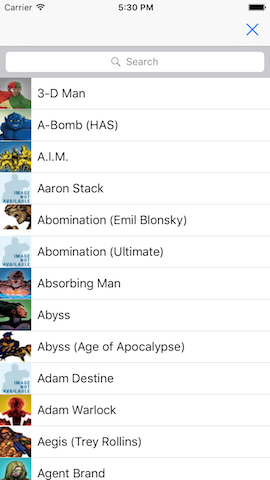 Carrier 5:30 PM
Search
3-D Man
A-Bomb (HAS)
A.I.M.
IMAGE NOT AVAILABLE
Aaron Stack
Abomination (Emil Blonsky)
IMAGE NOT AVAILABLE
Abomination (Ultimate)
Absorbing Man
Abyss
Abyss (Age of Apocalypse)
IMAGE NOT AVAILABLE
Adam Destine
Adam Warlock
Aegis (Trey Rollins)
Agent Brand